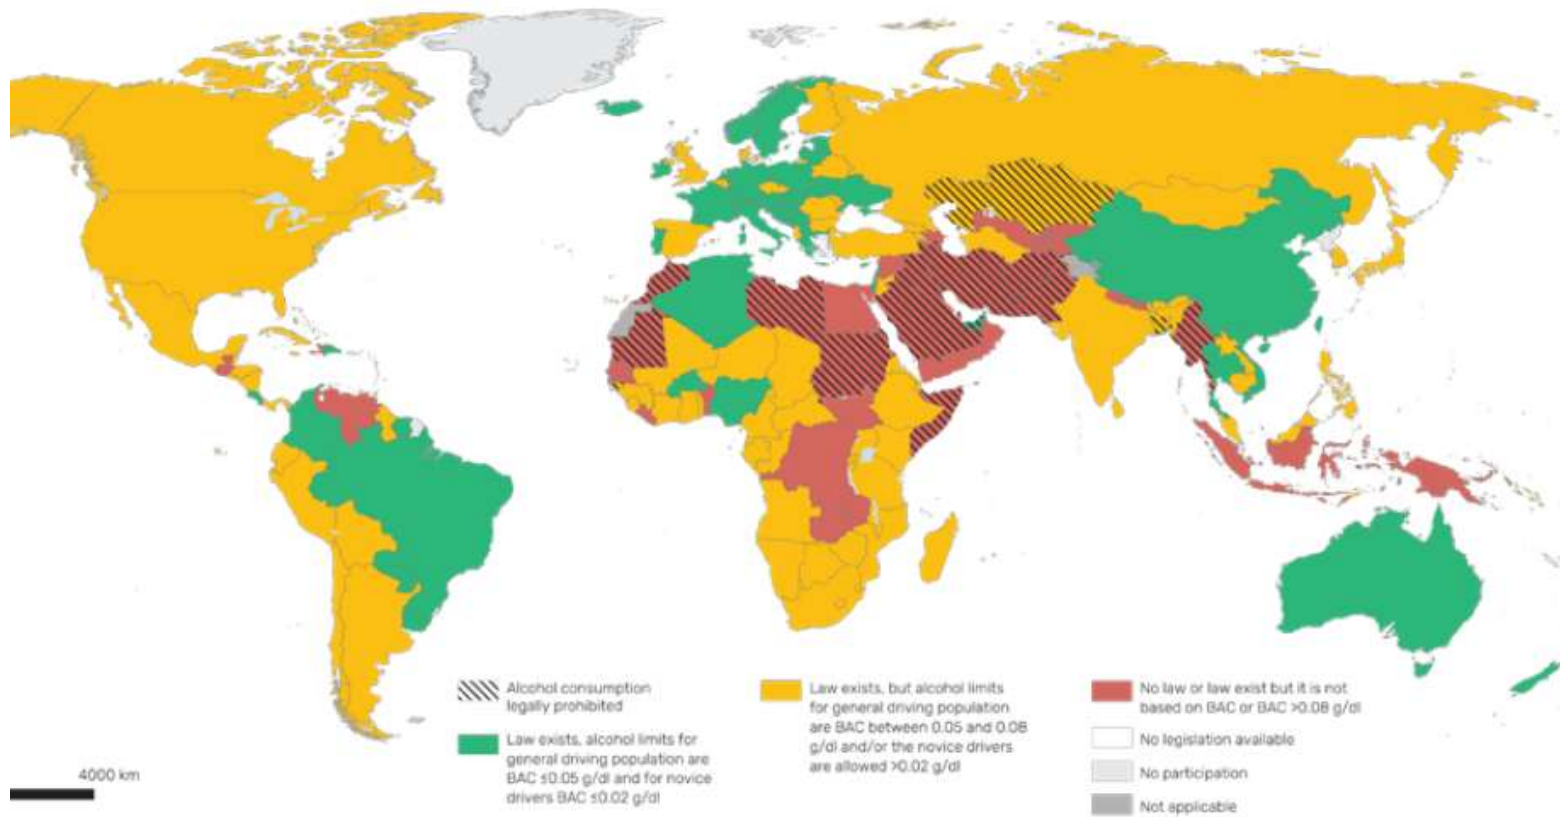 Alcohol consumption
legally prohibited
Law exists, alcohol limits for
general driving population are
BAC ≤0.05 g/dl and for novice
drivers BAC ≤0.02 g/dl
Law exists, but alcohol limits
for general driving population
are BAC between 0.05 and 0.08
g/dl and/or the novice drivers
are allowed >0.02 g/dl
No law or law exist but it is not
based on BAC or BAC >0.08 g/dl
No legislation available
No participation
Not applicable
4000 km